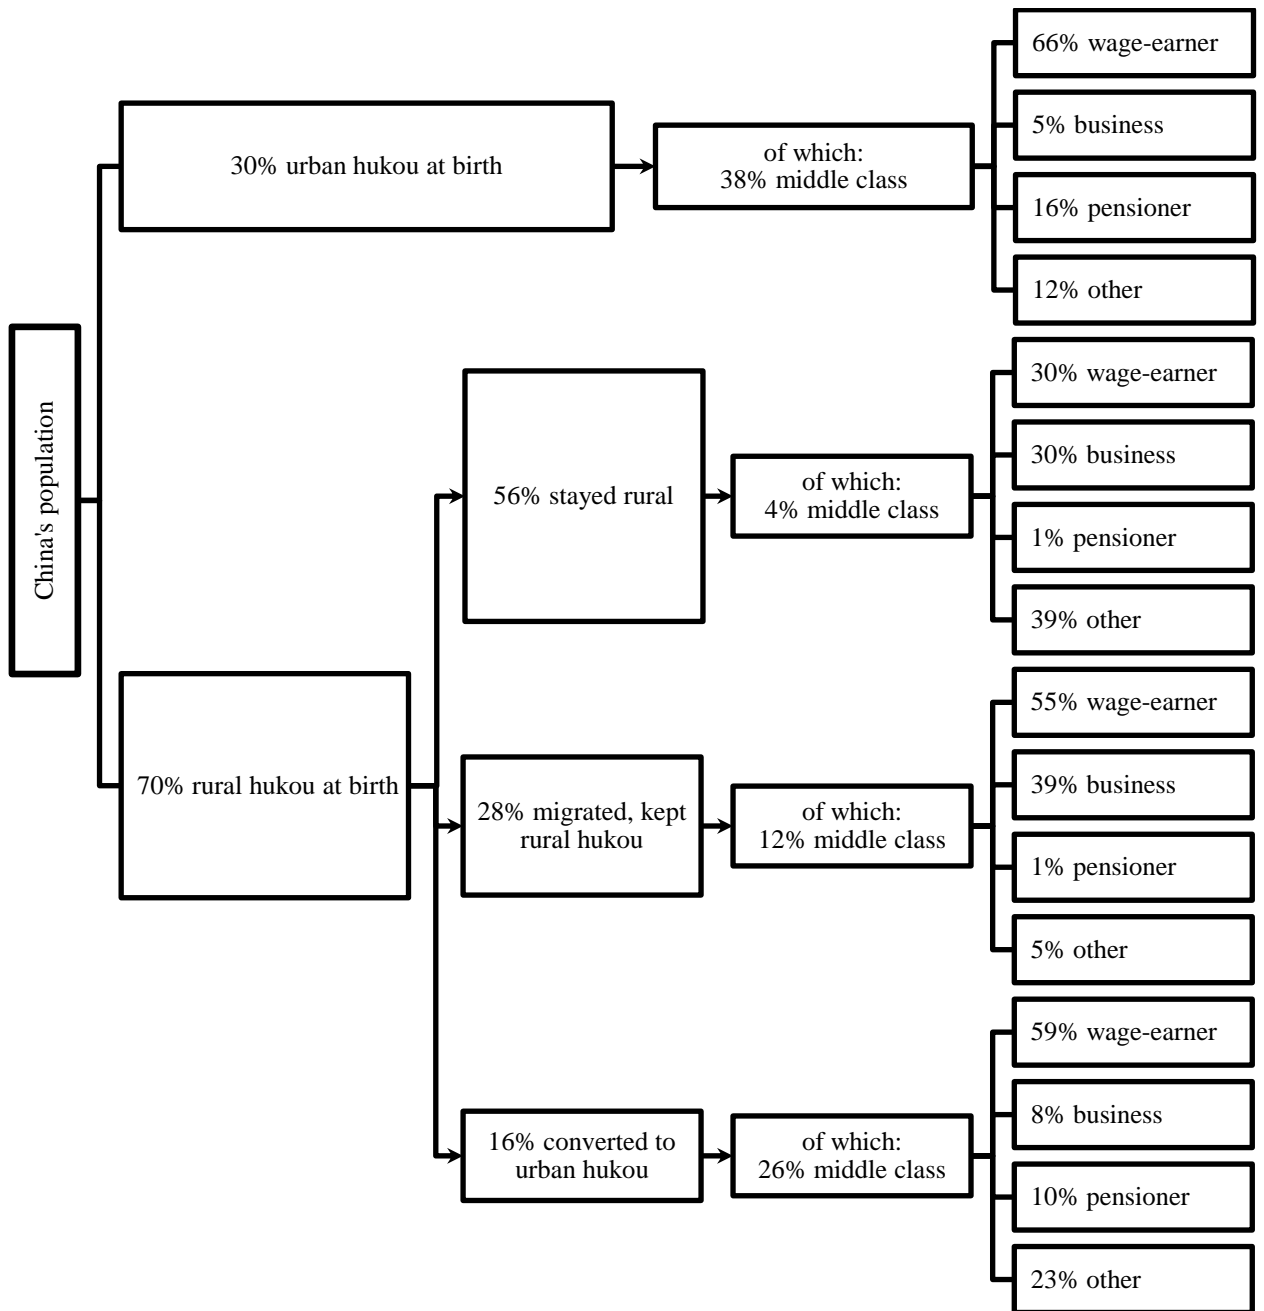 China's population
30% urban hukou at birth
of which:
38% middle class
66% wage-earner
5% business
16% pensioner
12% other
70% rural hukou at birth
56% stayed rural
of which:
4% middle class
30% wage-earner
30% business
1% pensioner
39% other
28% migrated, kept
rural hukou
of which:
12% middle class
55% wage-earner
39% business
1% pensioner
5% other
16% converted to
urban hukou
of which:
26% middle class
59% wage-earner
8% business
10% pensioner
23% other